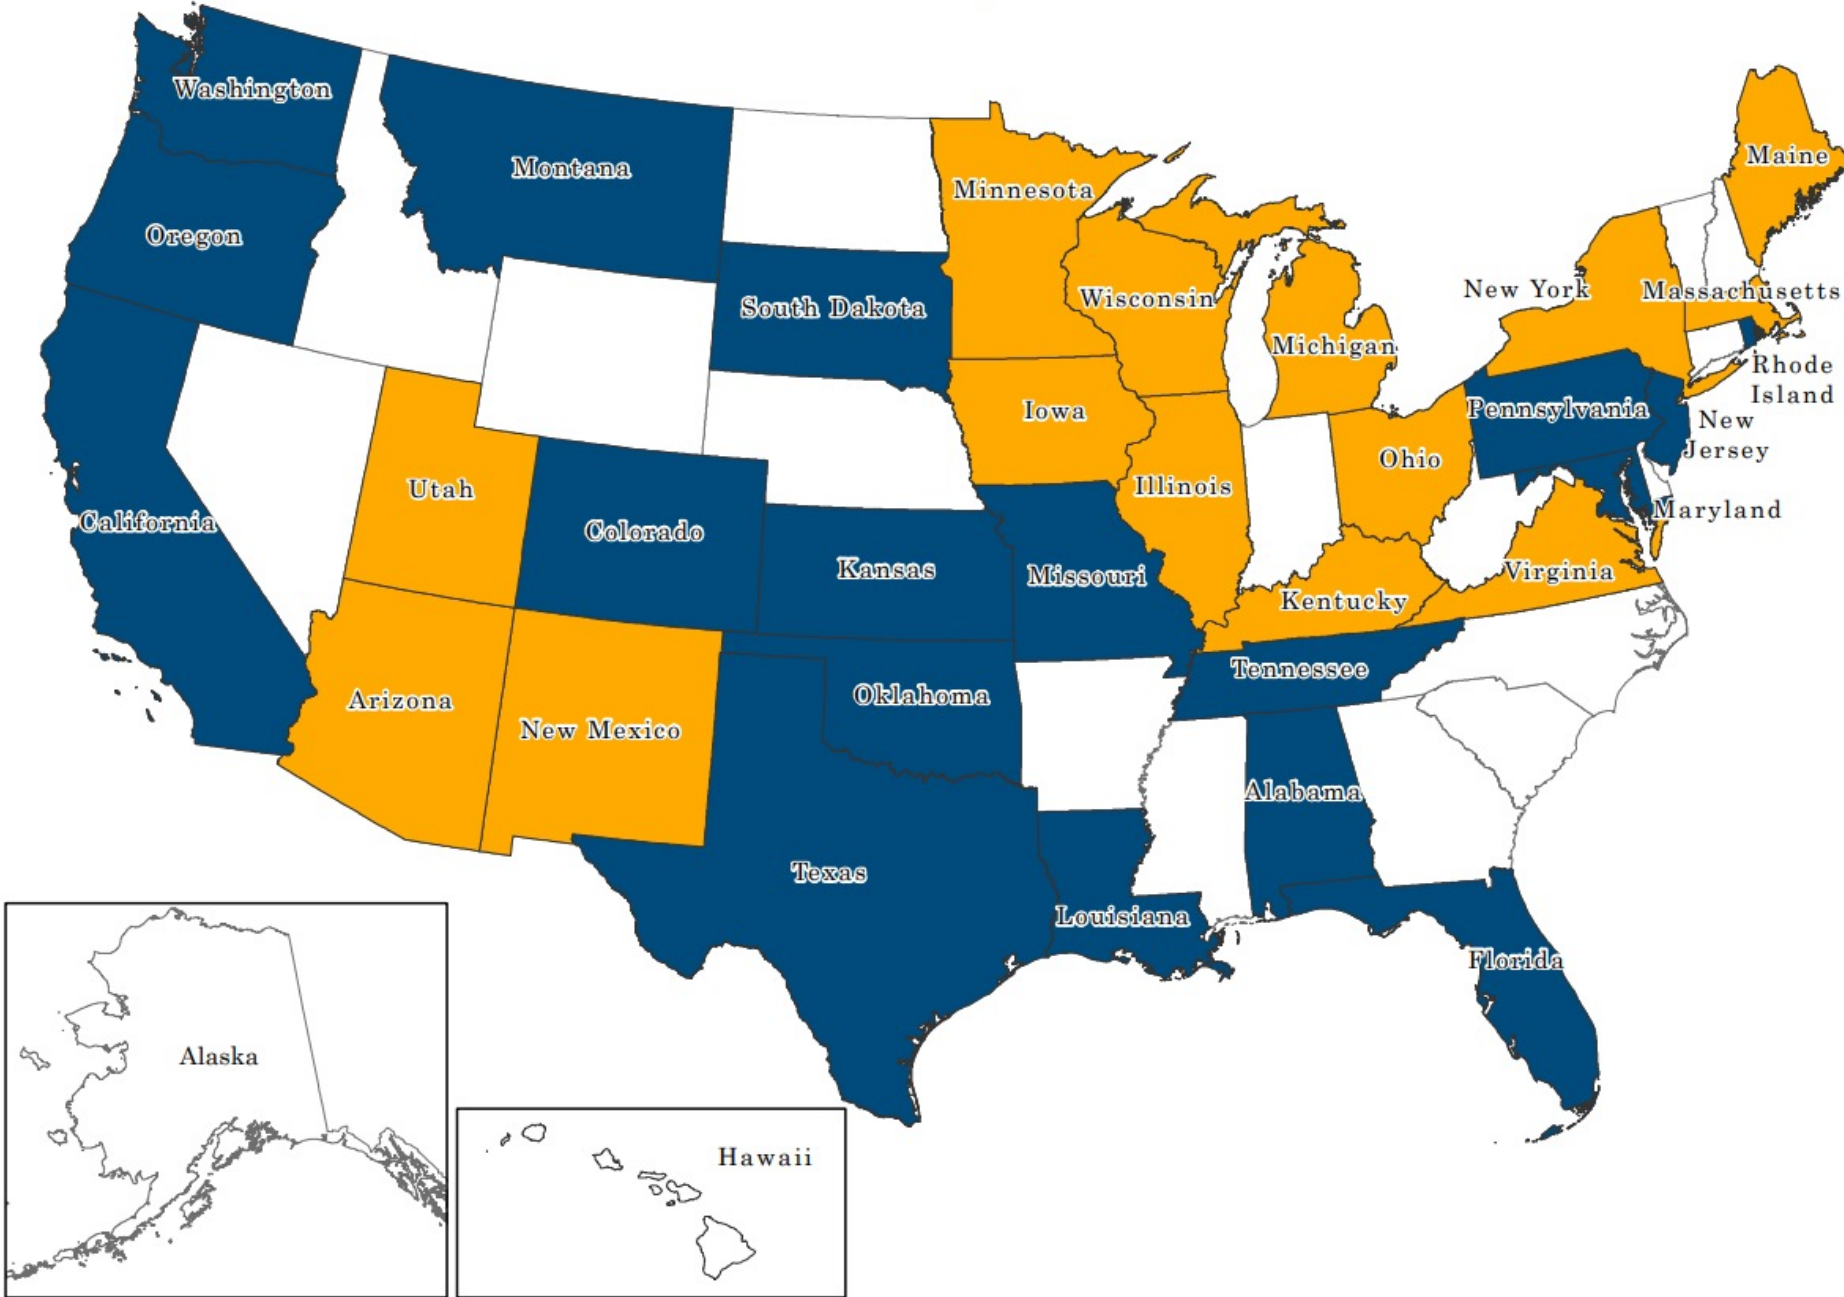 Washington
Montana
Maine
Minnesota
Oregon
New York
Massachusetts
Wisconsin
South Dakota
Michigan
Rhode
Island
Iowa
Pennsylvania
New
Jersey
Ohio
Utah
Illinois
Maryland
California
Colorado
Kansas
Missouri
Virginia
Kentucky
Tennessee
Oklahoma
Arizona
New Mexico
Alabama
Texas
Louisiana
Florida
Alaska
Hawaii